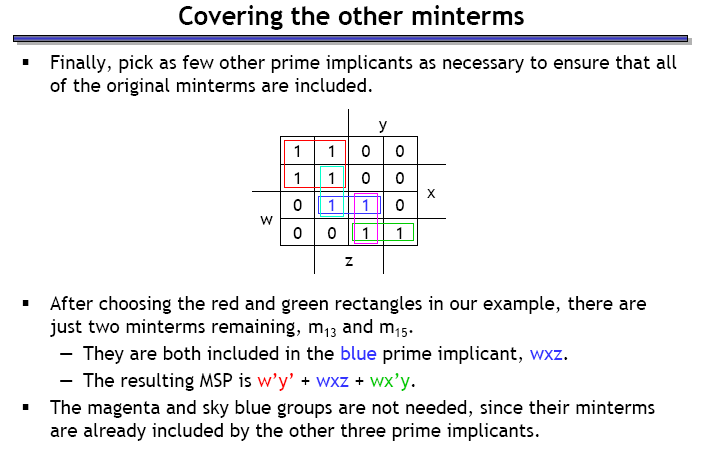 Covering the other minterms
▪ Finally, pick as few other prime implicants as necessary to ensure that all
of the original minterms are included.
y
1 1 0 0
1 1 0 0
x
0 1 1 0
w
0 0 1 1
z
▪ After choosing the red and green rectangles in our example, there are
just two minterms remaining, m13 and m15.
– They are both included in the blue prime implicant, wxz.
– The resulting MSP is w’y’ + wxz + wx’y.
▪ The magenta and sky blue groups are not needed, since their minterms
are already included by the other three prime implicants.